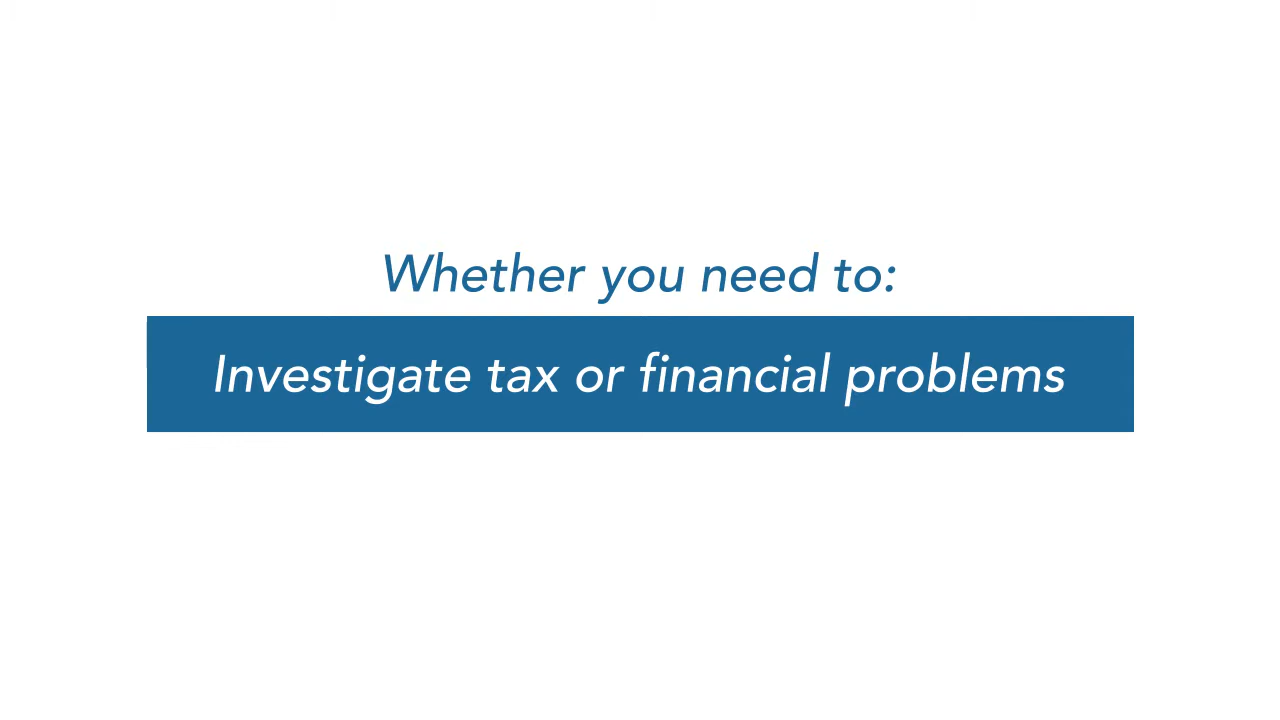 Whether you need to:
Investigate tax or financial problems